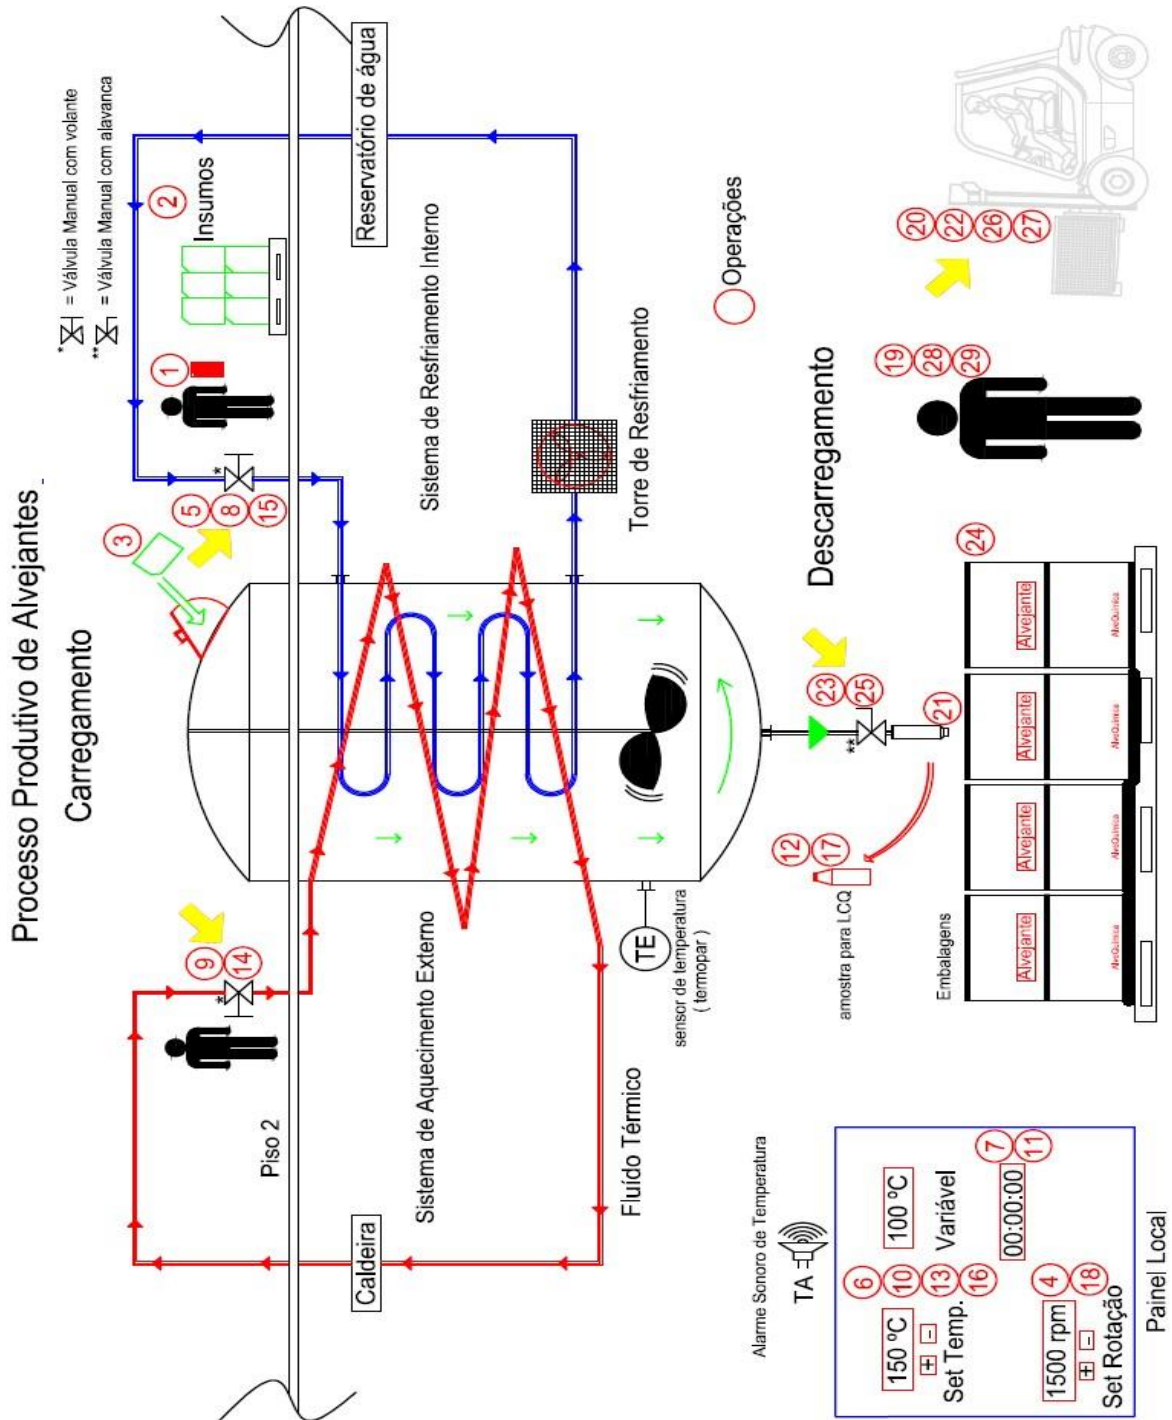 Processo Produtivo de Alvejantes
Carregamento
*= Válvula Manual com volante
**= Válvula Manual com alavanca
3
5
8
15
1
2
Insumos
9
14
Piso 2
Caldeira
Reservatório de água
Sistema de Aquecimento Externo
Sistema de Resfriamento Interno
Fluído Térmico
TE
sensor de temperatura
( termopar )
Torre de Resfriamento
Operações
Descarregamento
Alarme Sonoro de Temperatura
TA
6
10
13
16
150 ºC
+ -
Set Temp.
100 ºC
Variável
4
18
1500 rpm
+ -
Set Rotação
7
11
00:00:00
Painel Local
12
17
amostra para LCQ
23
25
**
21
Embalagens
24
Alvejante
Alvejante
Alvejante
Alvejante
AlvoQuímica
AlvoQuímica
AlvoQuímica
AlvoQuímica
19
28
29
20
22
26
27